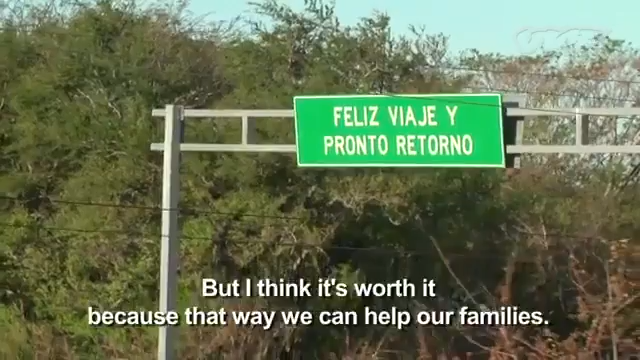 FELIZ VIAJE Y
PRONTO RETORNO
But I think it's worth it
because that way we can help our families.